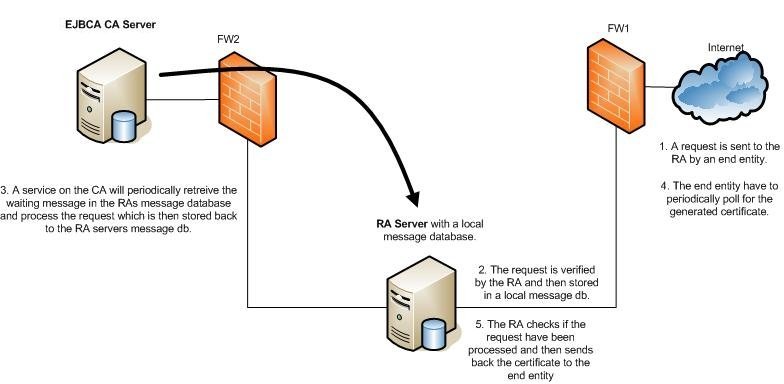 EJBCA CA Server
FW2
FW1
Internet
1. A request is sent to the
RA by an end entity.
4. The end entity have to
periodically poll for the
generated certificate.
3. A service on the CA will periodically retreive the
waiting message in the RAs message database
and process the request which is then stored back
to the RA servers message db.
RA Server with a local
message database.
2. The request is verified
by the RA and then stored
in a local message db.
5. The RA checks if the
request have been
processed and then sends
back the certificate to the
end entity